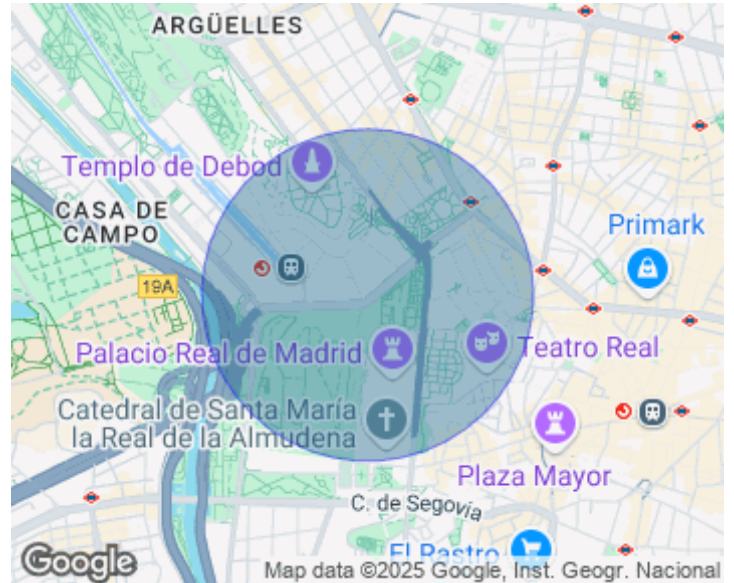 ARGÜELLES
Templo de Debod
CASA DE
CAMPO
Primark
19A
Palacio Real de Madrid
Teatro Real
Catedral de Santa María
la Real de la Almudena
Plaza Mayor
C. de Segovia
El Rastro
Google
Map data ©2025 Google, Inst. Geogr. Nacional